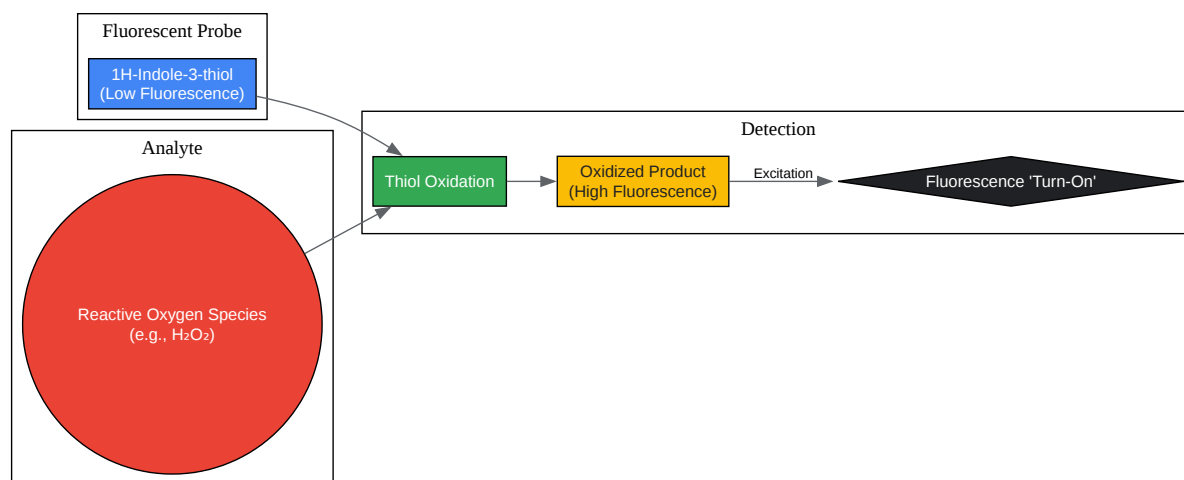 Fluorescent Probe
1H-Indole-3-thiol
(Low Fluorescence)
Analyte
Reactive Oxygen Species
(e.g., H₂O₂)
Detection
Thiol Oxidation
Oxidized Product
(High Fluorescence)
Excitation
Fluorescence 'Turn-On'